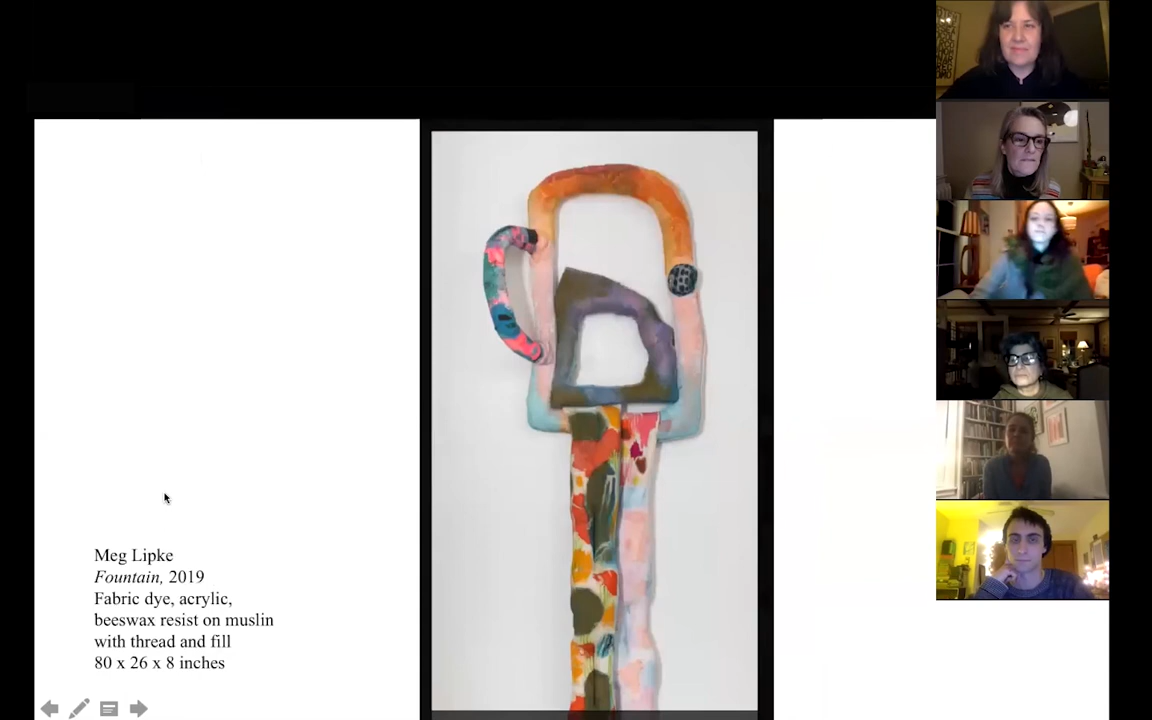 Meg Lipke
Fountain, 2019
Fabric dye, acrylic,
beeswax resist on muslin
with thread and fill
80 x 26 x 8 inches